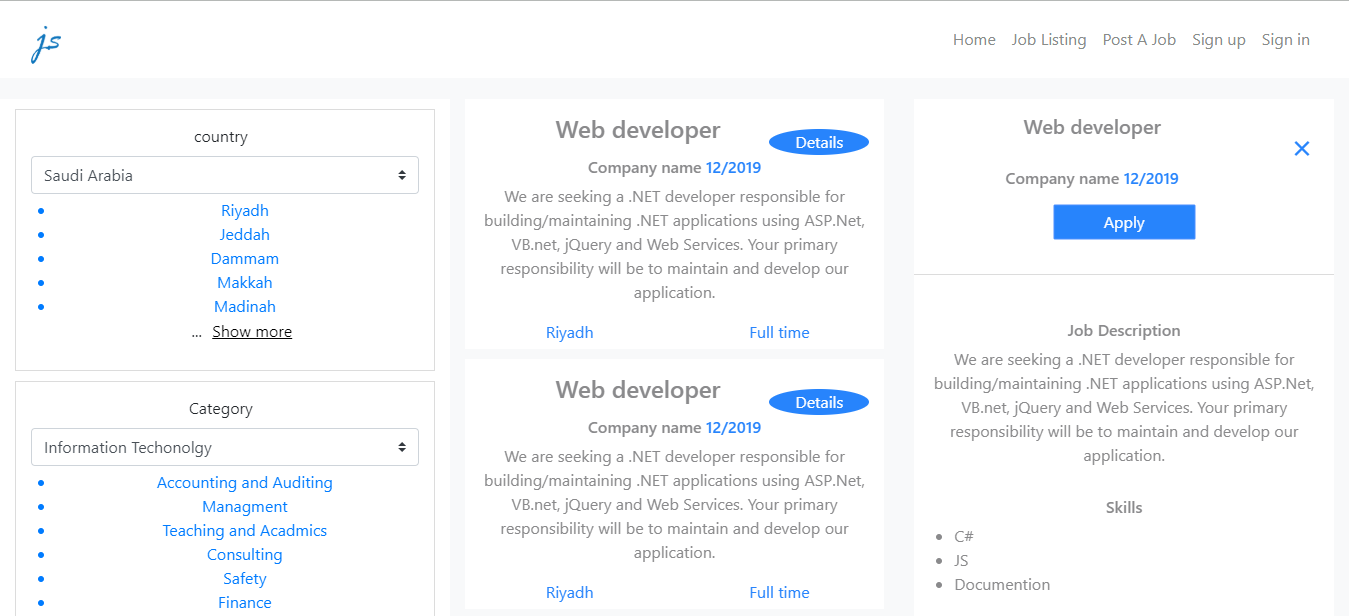 js
Home Job Listing Post A Job Sign up Sign in
country
Saudi Arabia
Riyadh
Jeddah
Dammam
Makkah
Madinah
... Show more
Category
Information Techonolgy
Accounting and Auditing
Managment
Teaching and Acadmics
Consulting
Safety
Finance
Web developer
Details
Company name 12/2019
We are seeking a .NET developer responsible for
building/maintaining .NET applications using ASP.Net,
VB.net, jQuery and Web Services. Your primary
responsibility will be to maintain and develop our
application.
Riyadh Full time
Web developer
Details
Company name 12/2019
We are seeking a .NET developer responsible for
building/maintaining .NET applications using ASP.Net,
VB.net, jQuery and Web Services. Your primary
responsibility will be to maintain and develop our
application.
Riyadh Full time
Web developer
Company name 12/2019
Apply
Job Description
We are seeking a .NET developer responsible for
building/maintaining .NET applications using ASP.Net,
VB.net, jQuery and Web Services. Your primary
responsibility will be to maintain and develop our
application.
Skills
C#
JS
Documention